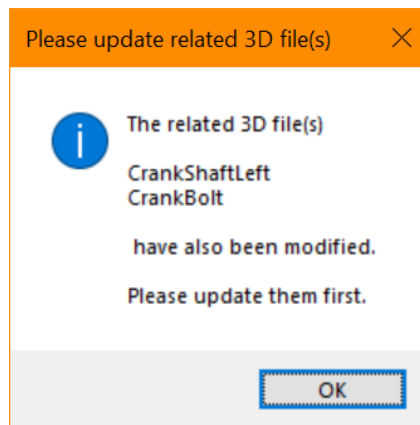 Please update related 3D file(s)
The related 3D file(s)
CrankShaftLeft
CrankBolt
have also been modified.
Please update them first.
OK